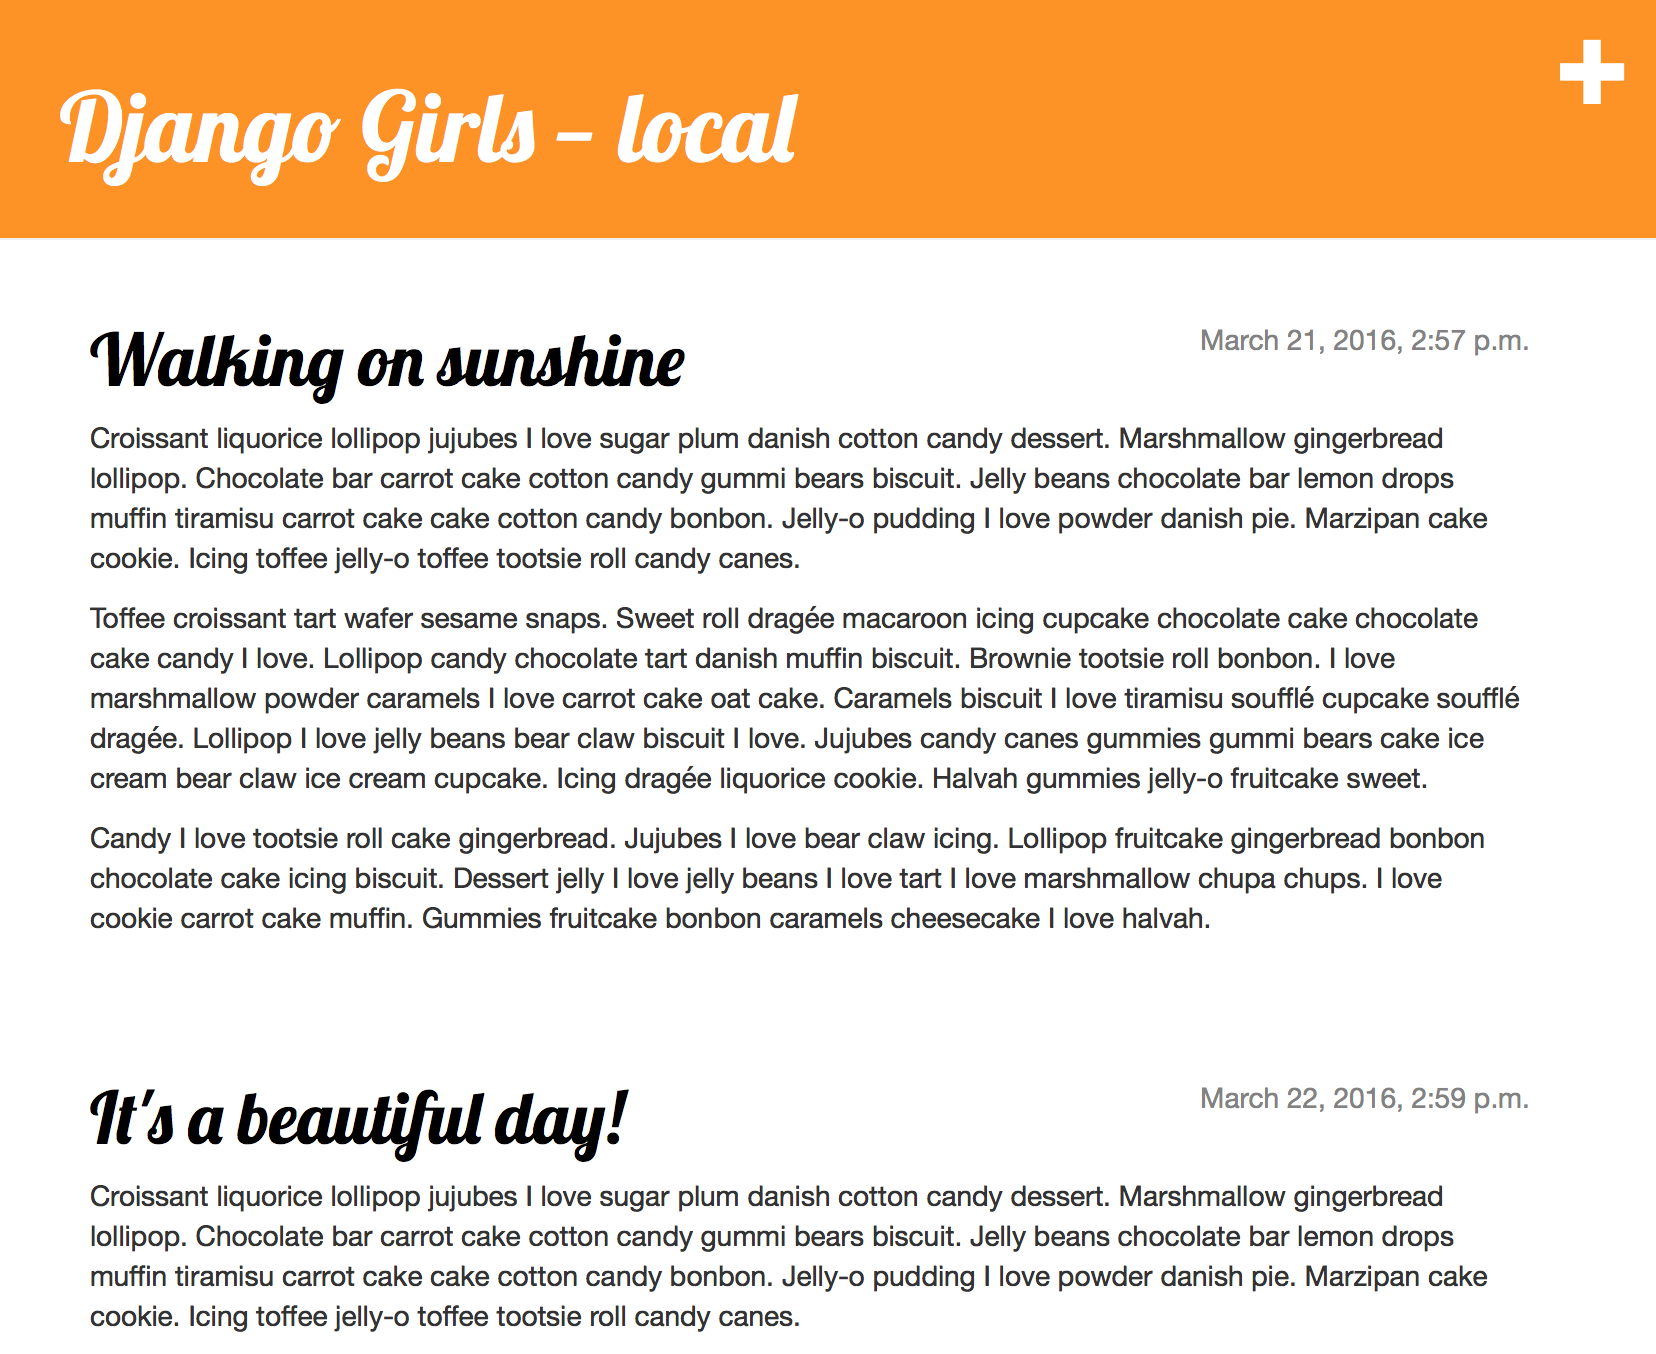 Django Girls – local
Walking on sunshine
March 21, 2016, 2:57 p.m.
Croissant liquorice lollipop jujubes I love sugar plum danish cotton candy dessert. Marshmallow gingerbread
lollipop. Chocolate bar carrot cake cotton candy gummi bears biscuit. Jelly beans chocolate bar lemon drops
muffin tiramisu carrot cake cake cotton candy bonbon. Jelly-o pudding I love powder danish pie. Marzipan cake
cookie. Icing toffee jelly-o toffee tootsie roll candy canes.
Toffee croissant tart wafer sesame snaps. Sweet roll dragée macaroon icing cupcake chocolate cake chocolate
cake candy I love. Lollipop candy chocolate tart danish muffin biscuit. Brownie tootsie roll bonbon. I love
marshmallow powder caramels I love carrot cake oat cake. Caramels biscuit I love tiramisu soufflé cupcake soufflé
dragée. Lollipop I love jelly beans bear claw biscuit I love. Jujubes candy canes gummies gummi bears cake ice
cream bear claw ice cream cupcake. Icing dragée liquorice cookie. Halvah gummies jelly-o fruitcake sweet.
Candy I love tootsie roll cake gingerbread. Jujubes I love bear claw icing. Lollipop fruitcake gingerbread bonbon
chocolate cake icing biscuit. Dessert jelly I love jelly beans I love tart I love marshmallow chupa chups. I love
cookie carrot cake muffin. Gummies fruitcake bonbon caramels cheesecake I love halvah.
It's a beautiful day!
March 22, 2016, 2:59 p.m.
Croissant liquorice lollipop jujubes I love sugar plum danish cotton candy dessert. Marshmallow gingerbread
lollipop. Chocolate bar carrot cake cotton candy gummi bears biscuit. Jelly beans chocolate bar lemon drops
muffin tiramisu carrot cake cake cotton candy bonbon. Jelly-o pudding I love powder danish pie. Marzipan cake
cookie. Icing toffee jelly-o toffee tootsie roll candy canes.